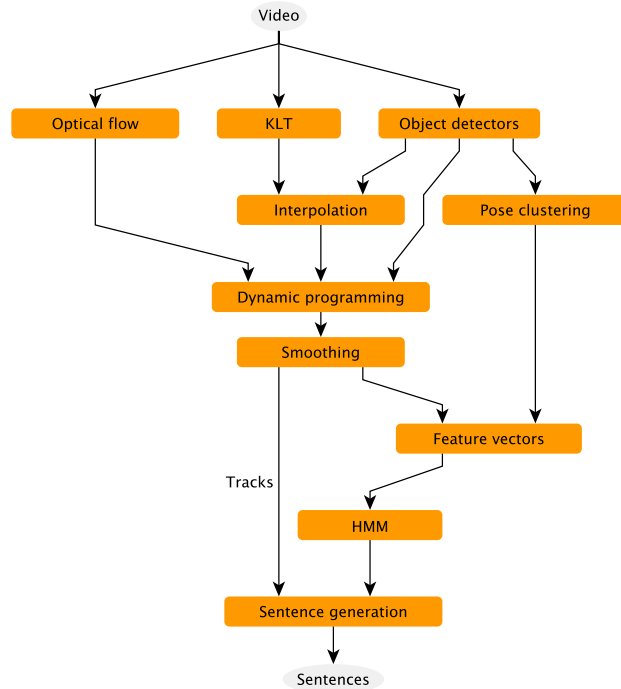 Video
Optical flow
KLT
Object detectors
Interpolation
Pose clustering
Dynamic programming
Smoothing
Feature vectors
Tracks
HMM
Sentence generation
Sentences